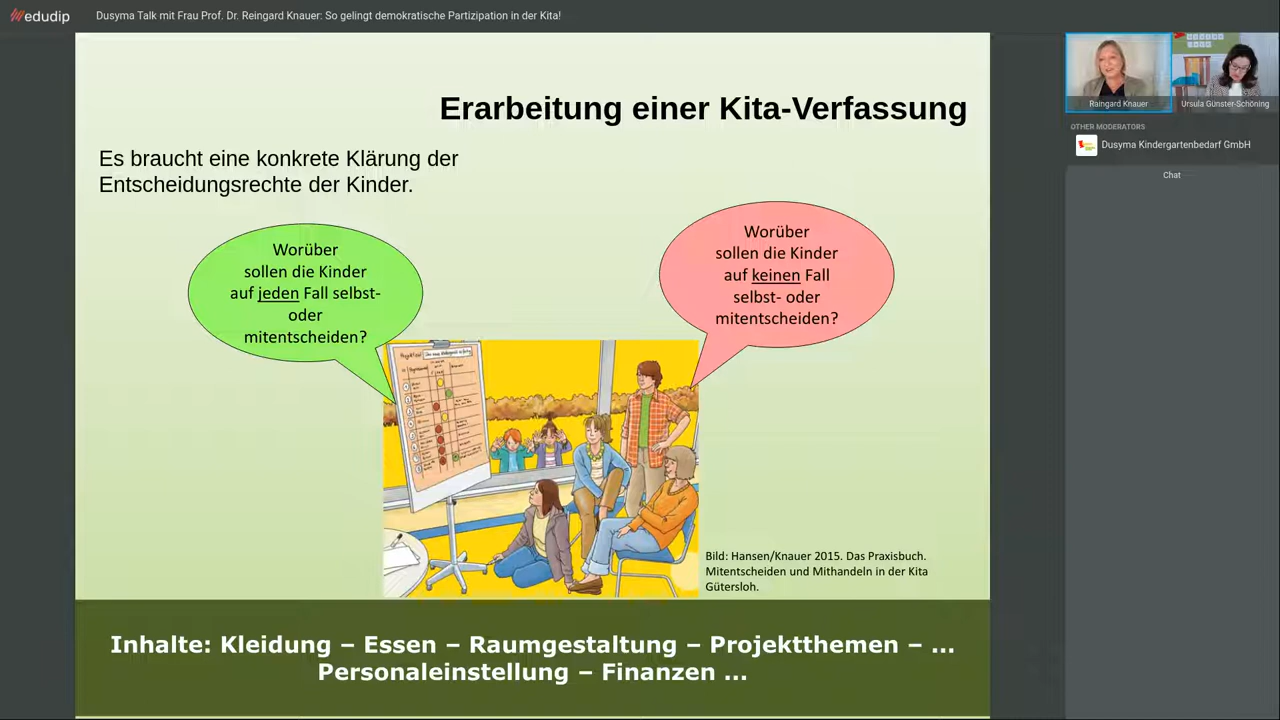 edudip
Dusyma Talk mit Frau Prof. Dr. Reingard Knauer: So gelingt demokratische Partizipation in der Kita!
Erarbeitung einer Kita-Verfassung
Es braucht eine konkrete Klärung der
Entscheidungsrechte der Kinder.
Worüber
sollen die Kinder
auf jeden Fall selbst-
oder
mitentscheiden?
Worüber
sollen die Kinder
auf keinen Fall
selbst- oder
mitentscheiden?
Bild: Hansen/Knauer 2015. Das Praxisbuch.
Mitentscheiden und Mithandeln in der Kita
Gütersloh.
Inhalte: Kleidung – Essen – Raumgestaltung – Projektthemen – ...
Personaleinstellung – Finanzen ...
Raingard Knauer
Ursula Günster-Schöning
OTHER MODERATORS
Dusyma Kindergartenbedarf GmbH
Chat